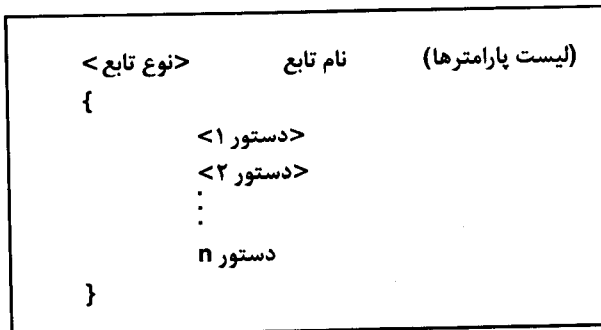 <نوع تابع> نام تابع (لیست پارامترها)
{
<دستور ۱>
<دستور ۲>
.
.
.
دستور n
}